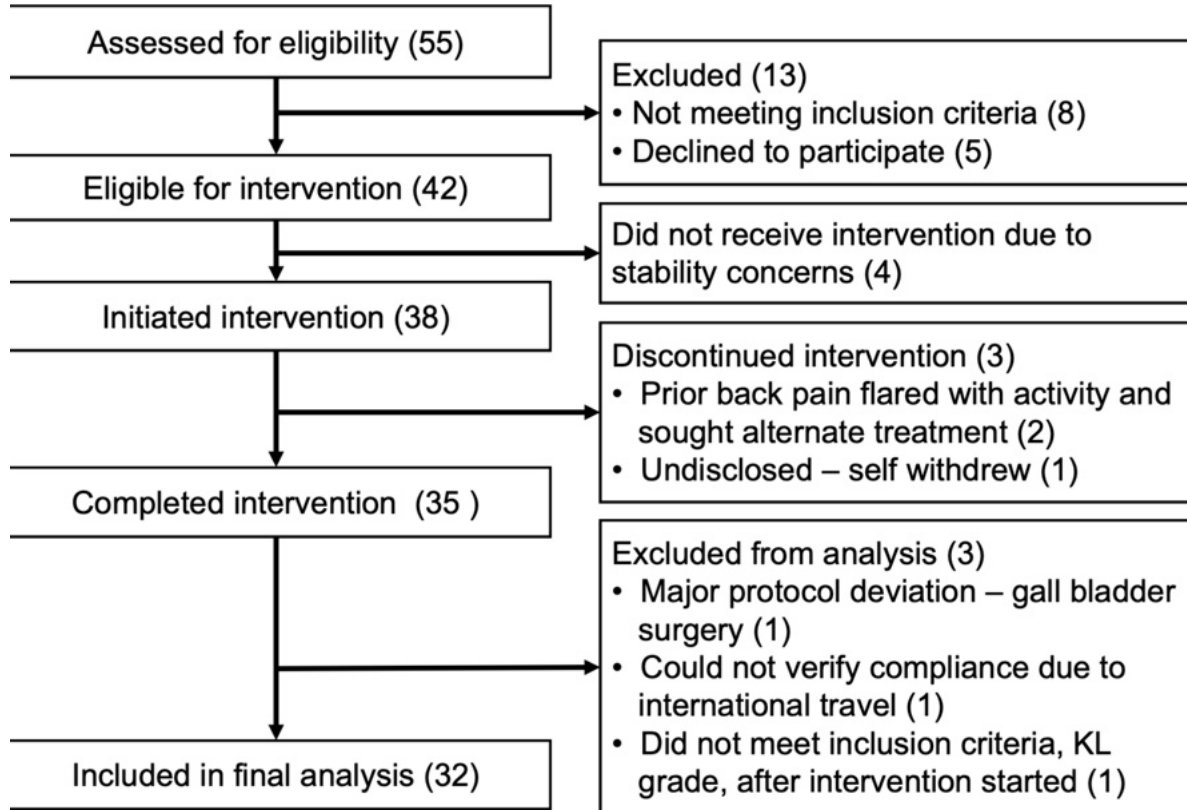 Assessed for eligibility (55)
Excluded (13)
• Not meeting inclusion criteria (8)
• Declined to participate (5)
Eligible for intervention (42)
Did not receive intervention due to
stability concerns (4)
Initiated intervention (38)
Discontinued intervention (3)
• Prior back pain flared with activity and
sought alternate treatment (2)
• Undisclosed – self withdrew (1)
Completed intervention (35 )
Excluded from analysis (3)
• Major protocol deviation – gall bladder
surgery (1)
• Could not verify compliance due to
international travel (1)
• Did not meet inclusion criteria, KL
grade, after intervention started (1)
Included in final analysis (32)